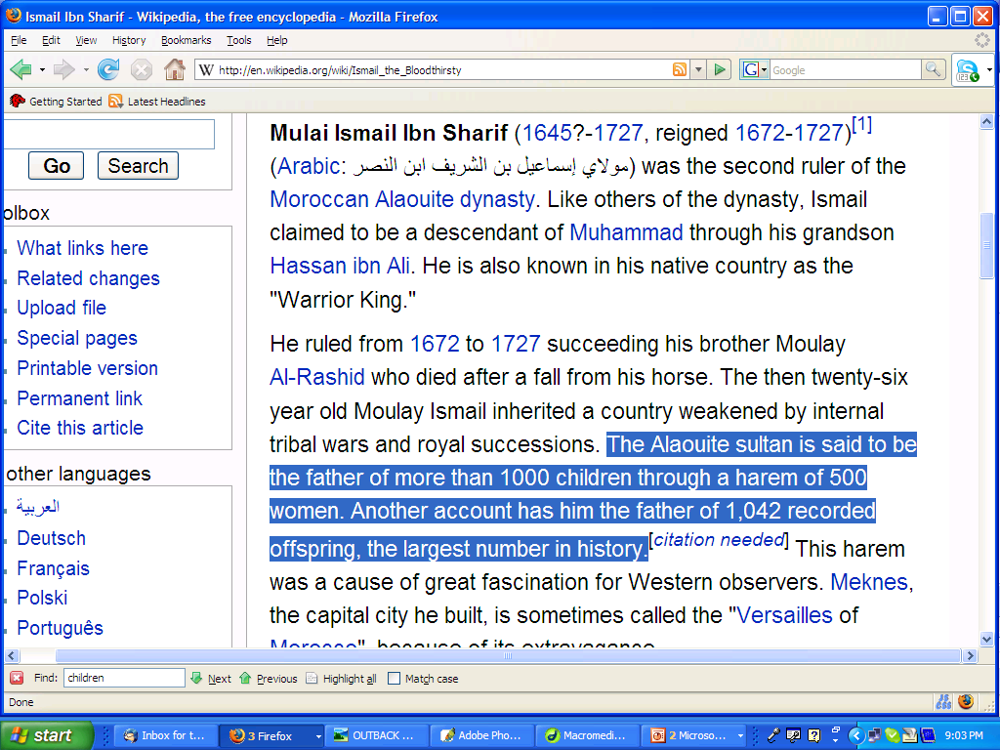 Ismail Ibn Sharif - Wikipedia, the free encyclopedia - Mozilla Firefox
File Edit View History Bookmarks Tools Help
W http://en.wikipedia.org/wiki/Ismail_the_Bloodthirsty G Google
Getting Started Latest Headlines
Go Search
olbox
What links here
Related changes
Upload file
Special pages
Printable version
Permanent link
Cite this article
other languages
العربية
Deutsch
Français
Polski
Português
Mulai Ismail Ibn Sharif (1645?-1727, reigned 1672-1727)[1]
(Arabic: مولاي إسماعيل بن الشريف ابن النصر) was the second ruler of the
Moroccan Alaouite dynasty. Like others of the dynasty, Ismail
claimed to be a descendant of Muhammad through his grandson
Hassan ibn Ali. He is also known in his native country as the
"Warrior King."
He ruled from 1672 to 1727 succeeding his brother Moulay
Al-Rashid who died after a fall from his horse. The then twenty-six
year old Moulay Ismail inherited a country weakened by internal
tribal wars and royal successions. The Alaouite sultan is said to be
the father of more than 1000 children through a harem of 500
women. Another account has him the father of 1,042 recorded
offspring, the largest number in history.[citation needed] This harem
was a cause of great fascination for Western observers. Meknes,
the capital city he built, is sometimes called the "Versailles of
Morocco", because of its extravagance
Find: children Next Previous Highlight all Match case
Done JS CSS
start Inbox for t... 3 Firefox OUTBACK ... Adobe Pho... Macromedi... 2 Microso... 9:03 PM